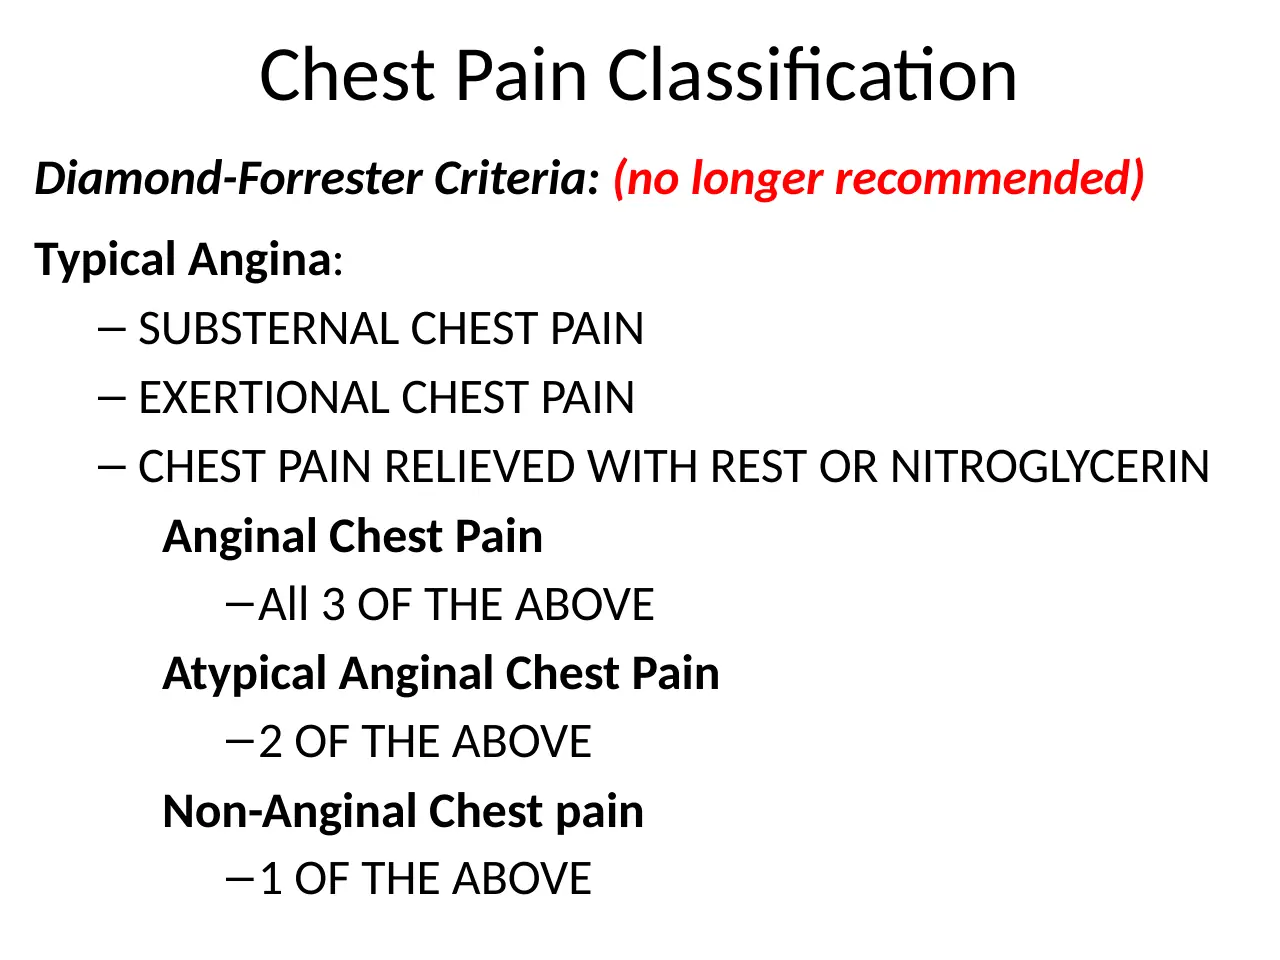 Chest Pain Classification
Diamond-Forrester Criteria: (no longer recommended)
Typical Angina:
– SUBSTERNAL CHEST PAIN
– EXERTIONAL CHEST PAIN
– CHEST PAIN RELIEVED WITH REST OR NITROGLYCERIN
Anginal Chest Pain
–All 3 OF THE ABOVE
Atypical Anginal Chest Pain
–2 OF THE ABOVE
Non-Anginal Chest pain
–1 OF THE ABOVE